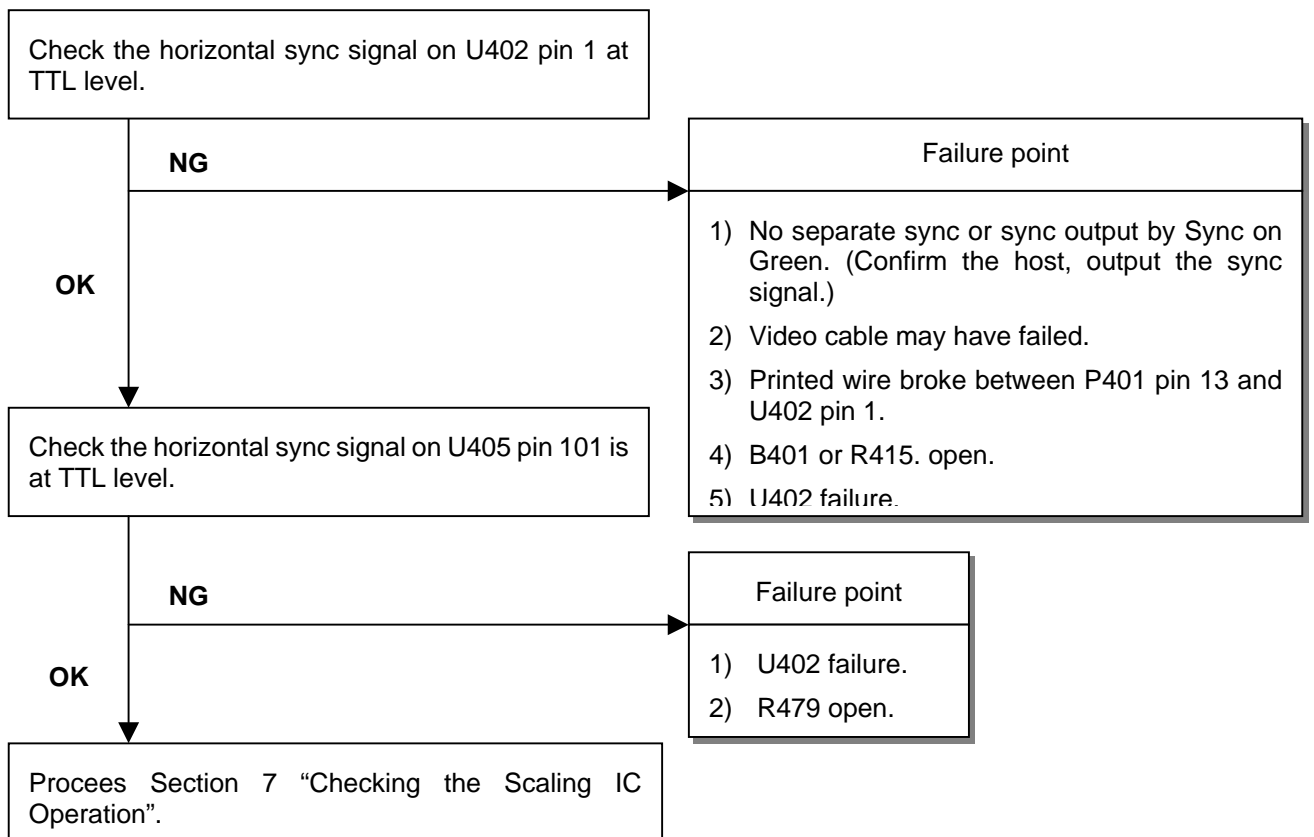 Check the horizontal sync signal on U402 pin 1 at
TTL level.
NG
OK
Failure point
1) No separate sync or sync output by Sync on
Green. (Confirm the host, output the sync
signal.)
2) Video cable may have failed.
3) Printed wire broke between P401 pin 13 and
U402 pin 1.
4) B401 or R415. open.
5) U402 failure.
Check the horizontal sync signal on U405 pin 101 is
at TTL level.
NG
OK
Failure point
1) U402 failure.
2) R479 open.
Procees Section 7 “Checking the Scaling IC
Operation”.